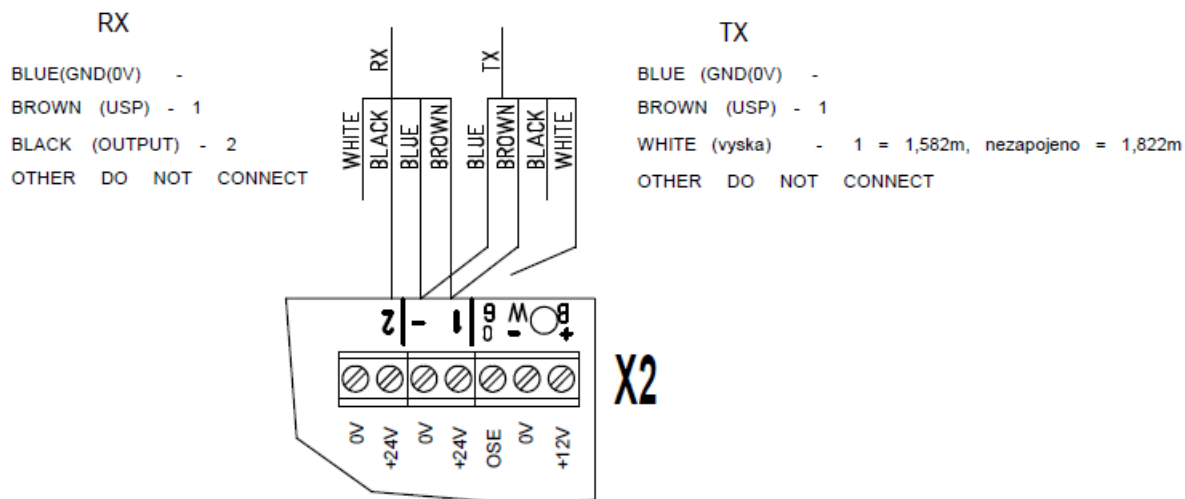 RX
BLUE(GND(0V) -
BROWN (USP) - 1
BLACK (OUTPUT) - 2
OTHER DO NOT CONNECT
RX
WHITE
BLACK
BLUE
BROWN
TX
BLUE
BROWN
BLACK
WHITE
TX
BLUE (GND(0V) -
BROWN (USP) - 1
WHITE (vyska) - 1 = 1,582m, nezapojeno = 1,822m
OTHER DO NOT CONNECT
2 - 1
- W
+ B
X2
0V
+24V
0V
+24V
OSE
0V
+12V